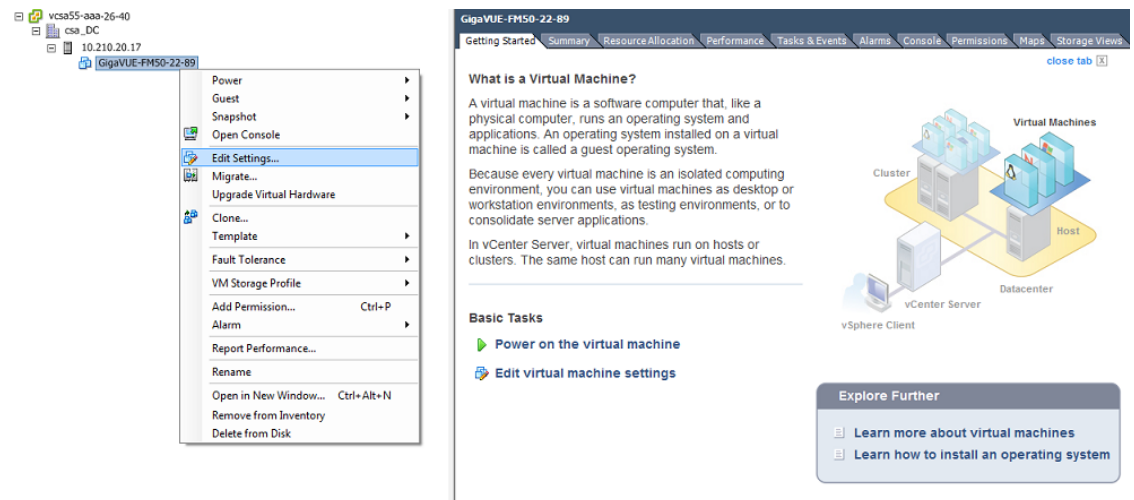 vcsa55-aaa-26-40
csa_DC
10.210.20.17
GigaVUE-FM50-22-89
Power
Guest
Snapshot
Open Console
Edit Settings...
Migrate...
Upgrade Virtual Hardware
Clone...
Template
Fault Tolerance
VM Storage Profile
Add Permission... Ctrl+P
Alarm
Report Performance...
Rename
Open in New Window... Ctrl+Alt+N
Remove from Inventory
Delete from Disk
GigaVUE-FM50-22-89
Getting Started Summary Resource Allocation Performance Tasks & Events Alarms Console Permissions Maps Storage Views
close tab X
What is a Virtual Machine?
A virtual machine is a software computer that, like a
physical computer, runs an operating system and
applications. An operating system installed on a virtual
machine is called a guest operating system.
Because every virtual machine is an isolated computing
environment, you can use virtual machines as desktop or
workstation environments, as testing environments, or to
consolidate server applications.
In vCenter Server, virtual machines run on hosts or
clusters. The same host can run many virtual machines.
Virtual Machines
Cluster
Host
Datacenter
vCenter Server
vSphere Client
Basic Tasks
Power on the virtual machine
Edit virtual machine settings
Explore Further
Learn more about virtual machines
Learn how to install an operating system